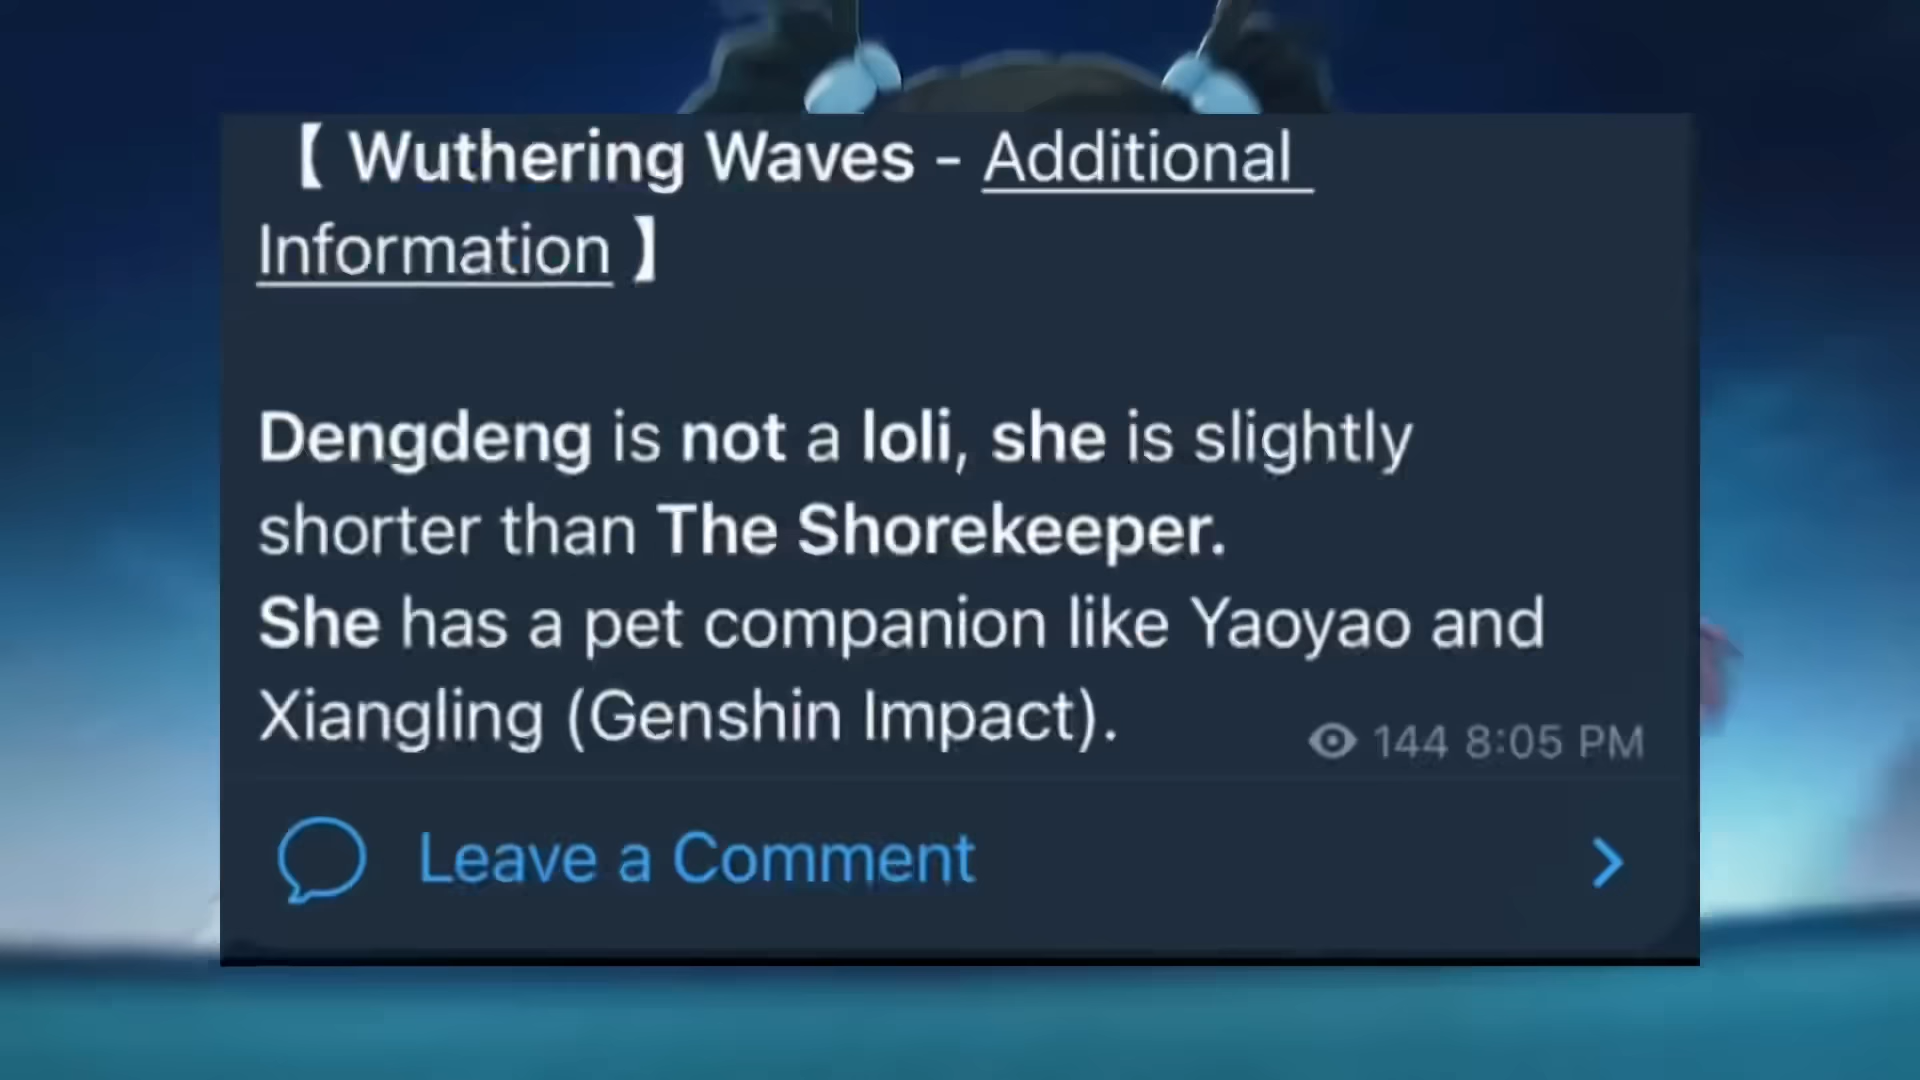 【 Wuthering Waves - Additional
Information 】
Dengdeng is not a loli, she is slightly
shorter than The Shorekeeper.
She has a pet companion like Yaoyao and
Xiangling (Genshin Impact).
144 8:05 PM
Leave a Comment